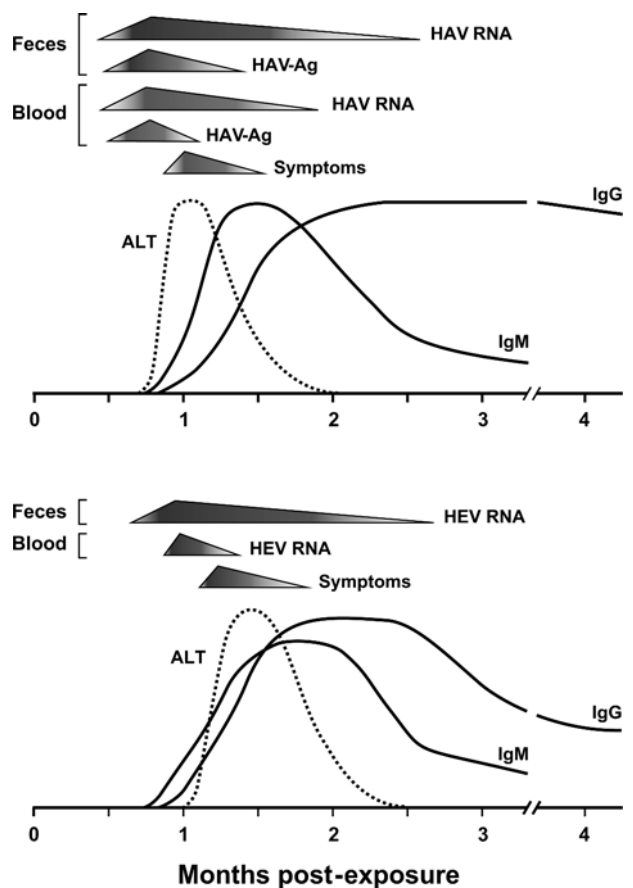 Feces
HAV RNA
HAV-Ag
Blood
HAV RNA
HAV-Ag
Symptoms
IgG
ALT
IgM
0 1 2 3 4
Feces
HEV RNA
Blood
HEV RNA
Symptoms
ALT
IgG
IgM
0 1 2 3 4
Months post-exposure